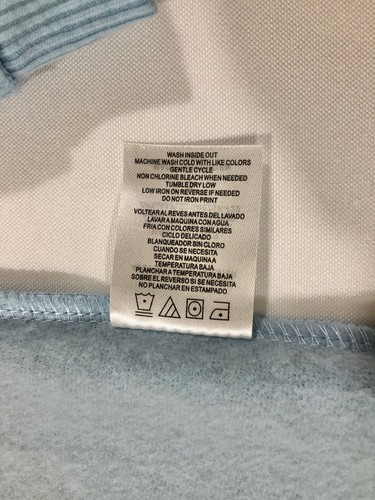 WASH INSIDE OUT
MACHINE WASH COLD WITH LIKE COLORS
GENTLE CYCLE
NON CHLORINE BLEACH WHEN NEEDED
TUMBLE DRY LOW
LOW IRON ON REVERSE IF NEEDED
DO NOT IRON PRINT
VOLTEAR AL REVES ANTES DEL LAVADO
LAVAR A MAQUINA CON AGUA
FRIA CON COLORES SIMILARES
CICLO DELICADO
BLANQUEADOR SIN CLORO
CUANDO SE NECESITA
SECAR EN MAQUINA A
TEMPERATURA BAJA
PLANCHAR A TEMPERATURA BAJA
SOBRE EL REVERSO SI SE NECESITA
NO PLANCHAR EN ESTAMPADO